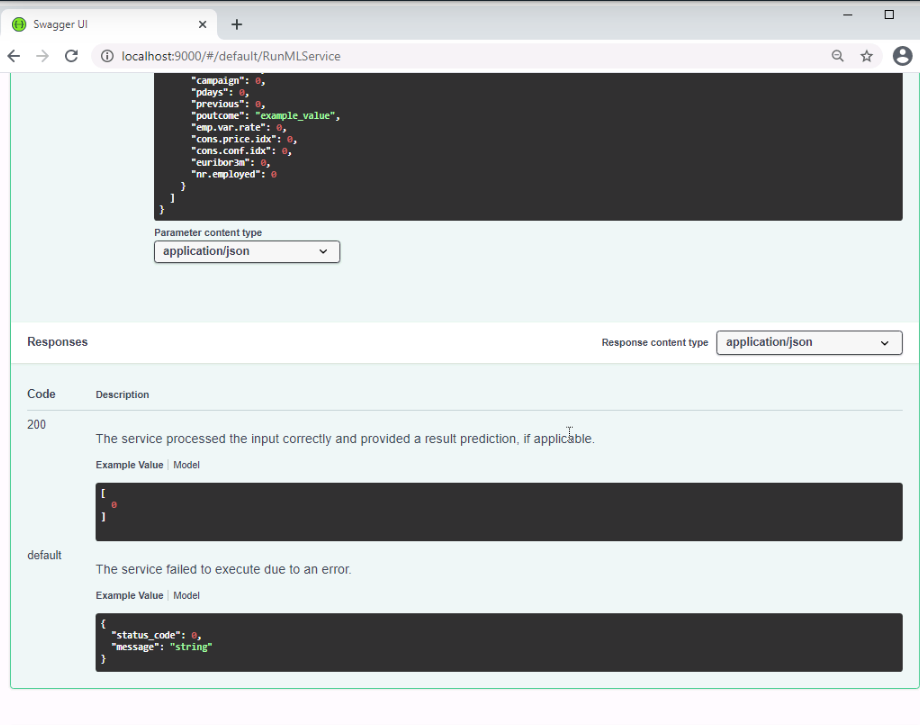 Swagger UI
localhost:9000/#/default/RunMLService
"campaign": 0,
"pdays": 0,
"previous": 0,
"poutcome": "example_value",
"emp.var.rate": 0,
"cons.price.idx": 0,
"cons.conf.idx": 0,
"euribor3m": 0,
"nr.employed": 0
}
]
}
Parameter content type
application/json
Responses
Response content type
application/json
Code Description
200
The service processed the input correctly and provided a result prediction, if applicable.
Example Value | Model
[
0
]
default
The service failed to execute due to an error.
Example Value | Model
{
"status_code": 0,
"message": "string"
}